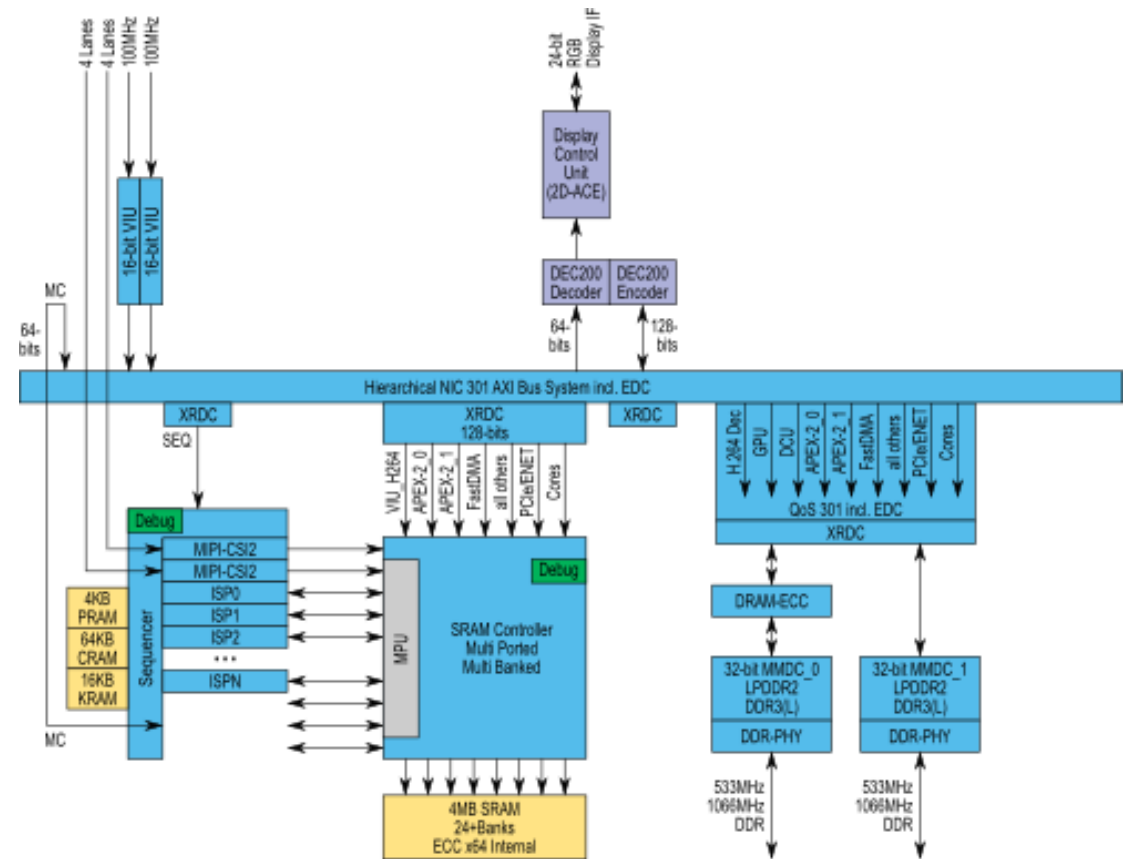 4 Lanes
4 Lanes
100MHz
100MHz
24-bit
RGB
Display IF
Display
Control
Unit
(2D-ACE)
16-bit VIU
16-bit VIU
DEC200
Decoder
DEC200
Encoder
MC
64-
bits
64-
bits
128-
bits
Hierarchical NIC 301 AXI Bus System incl. EDC
XRDC
SEQ
XRDC
128-bits
XRDC
VIU_H264
APEX-2_0
APEX-2_1
FastDMA
all others
PCIe/ENET
Cores
H.264 Dec
GPU
DCU
APEX-2_0
APEX-2_1
FastDMA
all others
PCIe/ENET
Cores
QoS 301 incl. EDC
XRDC
Debug
Sequencer
MIPI-CSI2
MIPI-CSI2
ISP0
ISP1
ISP2
...
ISPN
4KB
PRAM
64KB
CRAM
16KB
KRAM
MC
MPU
Debug
SRAM Controller
Multi Ported
Multi Banked
DRAM-ECC
32-bit MMDC_0
LPDDR2
DDR3(L)
DDR-PHY
32-bit MMDC_1
LPDDR2
DDR3(L)
DDR-PHY
4MB SRAM
24+Banks
ECC x64 Internal
533MHz
1066MHz
DDR
533MHz
1066MHz
DDR